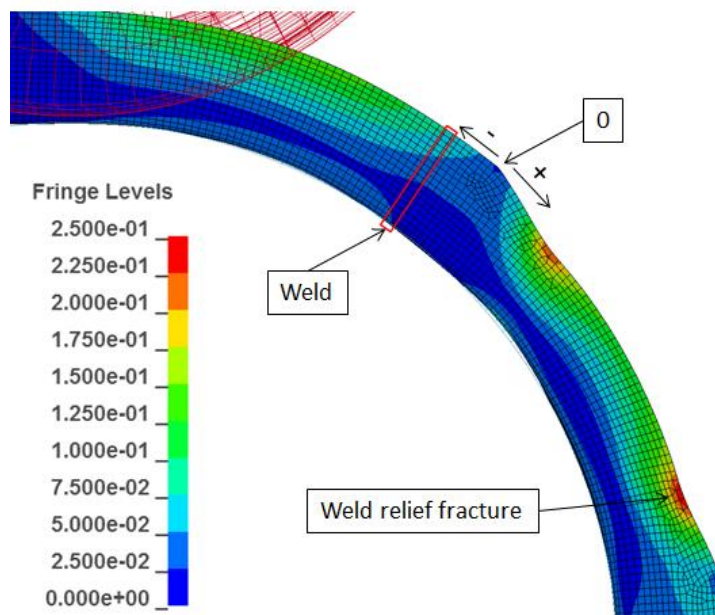 0
-
+
Fringe Levels
2.500e-01
2.250e-01
2.000e-01
1.750e-01
1.500e-01
1.250e-01
1.000e-01
7.500e-02
5.000e-02
2.500e-02
0.000e+00
Weld
Weld relief fracture